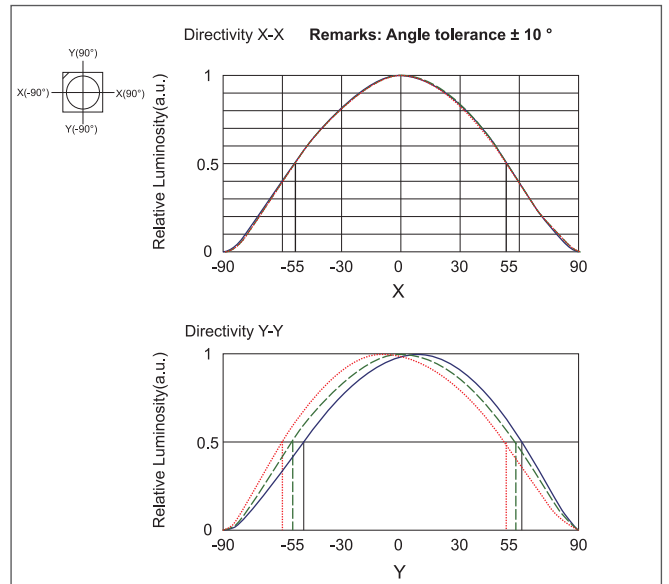 Directivity X-X Remarks: Angle tolerance ± 10 °
Y(90°)
X(-90°) X(90°)
Y(-90°)
Relative Luminosity(a.u.)
1
0.5
0
-90 -55 -30 0 30 55 90
X
Directivity Y-Y
Relative Luminosity(a.u.)
1
0.5
0
-90 -55 -30 0 30 55 90
Y